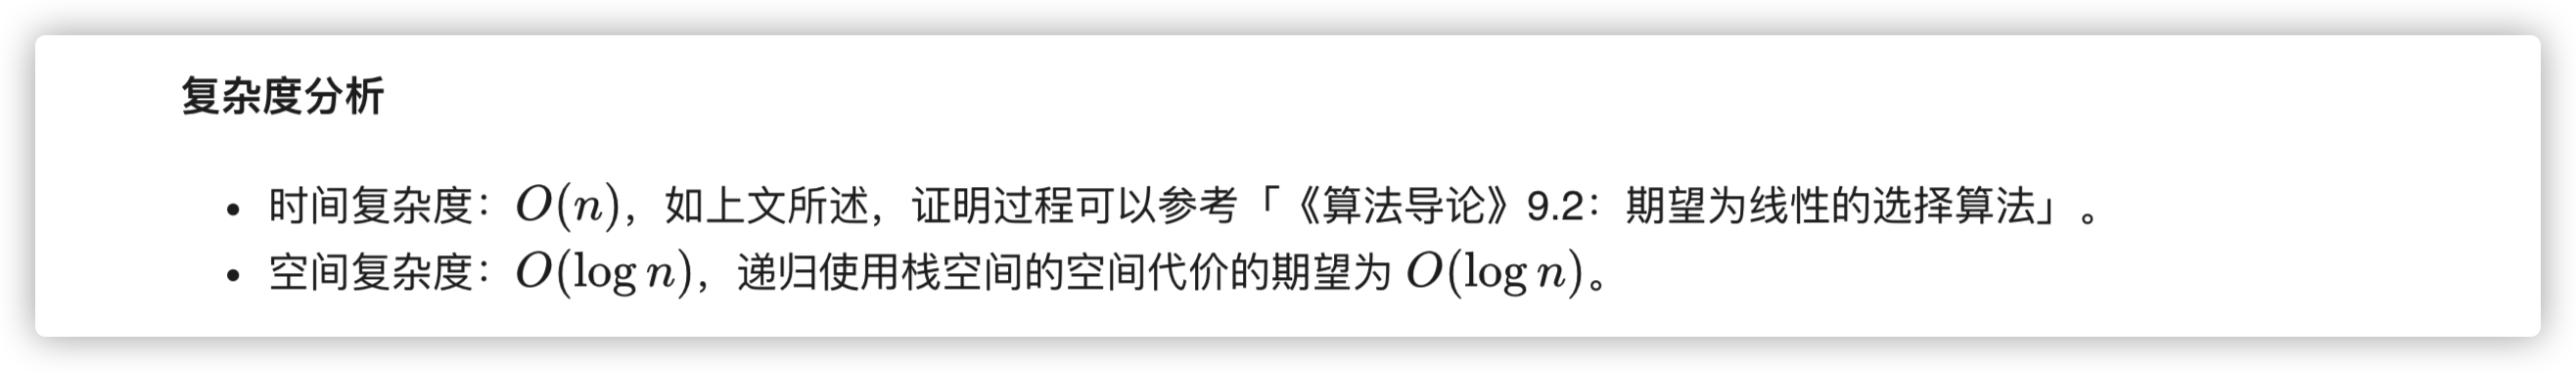 复杂度分析
• 时间复杂度：O(n)，如上文所述，证明过程可以参考「《算法导论》9.2：期望为线性的选择算法」。
• 空间复杂度：O(log n)，递归使用栈空间的空间代价的期望为 O(log n)。